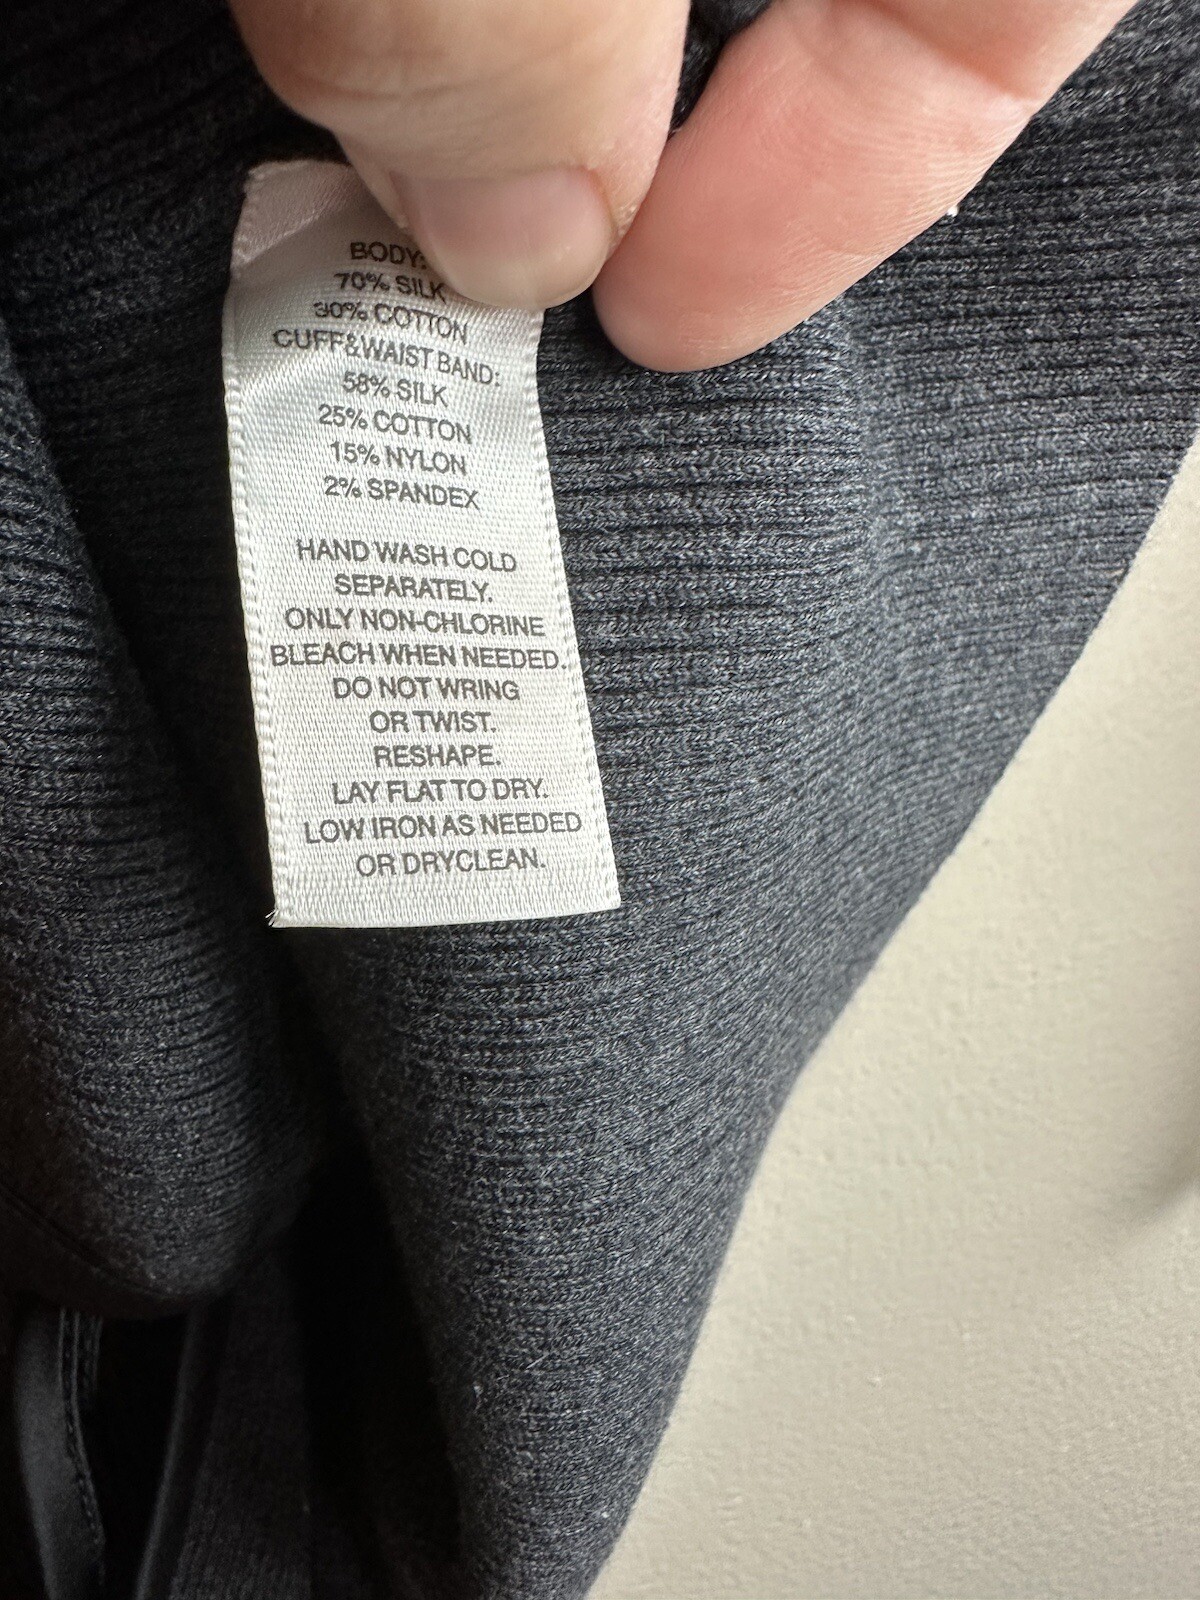 BODY:
70% SILK
30% COTTON
CUFF&WAIST BAND:
58% SILK
25% COTTON
15% NYLON
2% SPANDEX
HAND WASH COLD
SEPARATELY.
ONLY NON-CHLORINE
BLEACH WHEN NEEDED.
DO NOT WRING
OR TWIST.
RESHAPE.
LAY FLAT TO DRY.
LOW IRON AS NEEDED
OR DRYCLEAN.